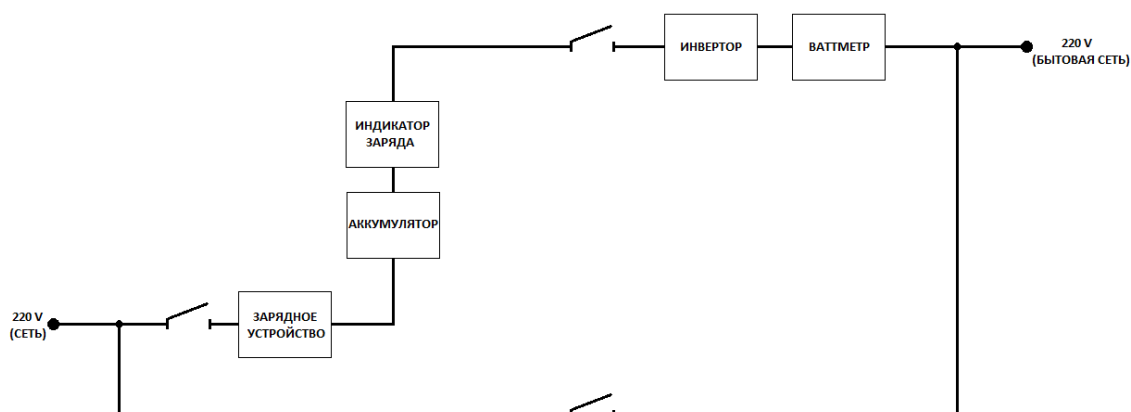 ИНВЕРТОР
ВАТТМЕТР
220 V
(БЫТОВАЯ СЕТЬ)
ИНДИКАТОР
ЗАРЯДА
АККУМУЛЯТОР
220 V
(СЕТЬ)
ЗАРЯДНОЕ
УСТРОЙСТВО